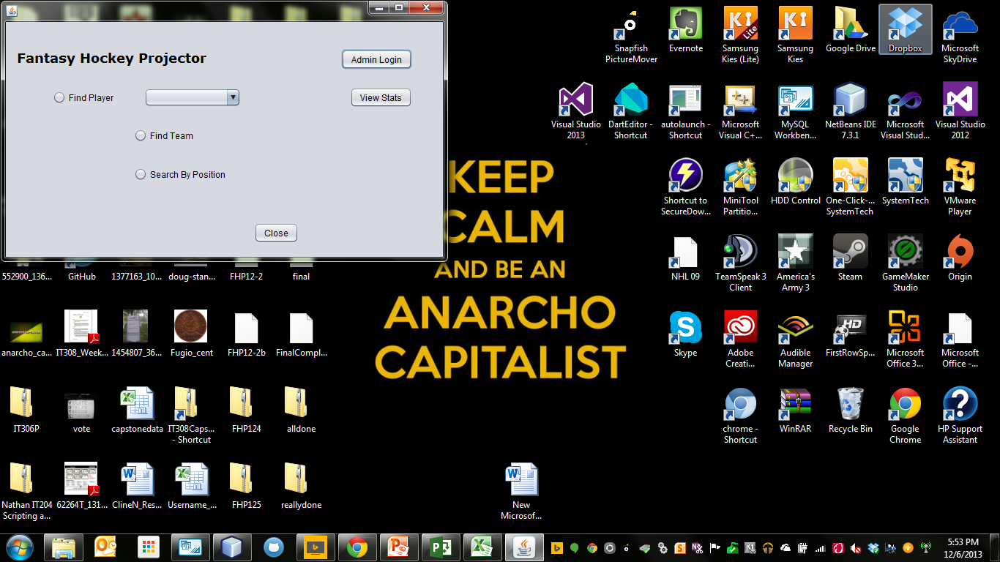 Fantasy Hockey Projector
Admin Login
Find Player
View Stats
Find Team
Search By Position
Close
KEEP
CALM
AND BE AN
ANARCHO
CAPITALIST
Snapfish
PictureMover
Evernote
Samsung
Kies (Lite)
Samsung
Kies
Google Drive
Dropbox
Microsoft
SkyDrive
Visual Studio
2013
DartEditor -
Shortcut
autolaunch -
Shortcut
Microsoft
Visual C+...
MySQL
Workben...
NetBeans IDE
7.3.1
Microsoft
Visual Stud...
Visual Studio
2012
Shortcut to
SecureDow...
MiniTool
Partitio...
HDD Control
One-Click-...
SystemTech
SystemTech
VMware
Player
552900_136...
GitHub
1377163_10...
doug-stan...
FHP12-2
final
NHL 09
TeamSpeak 3
Client
America's
Army 3
Steam
GameMaker
Studio
Origin
anarcho_ca...
IT308_Week...
1454807_36...
Fugio_cent
FHP12-2b
FinalCompl...
Skype
Adobe
Creati...
Audible
Manager
FirstRowSp...
Microsoft
Office 3...
Microsoft
Office -...
IT306P
vote
capstonedata
IT308Caps...
- Shortcut
FHP124
alldone
chrome -
Shortcut
WinRAR
Recycle Bin
Google
Chrome
HP Support
Assistant
Nathan IT204
Scripting a...
62264T_131...
ClineN_Res...
Username_...
FHP125
reallydone
New
Microsof...
5:53 PM
12/6/2013